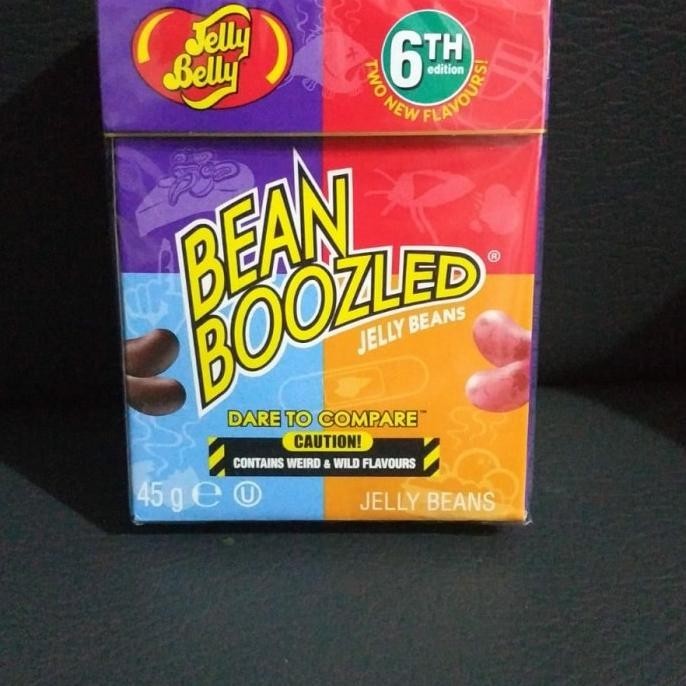 Jelly
Belly
6TH
edition
TWO NEW FLAVOURS!
BEAN
BOOZLED®
JELLY BEANS
DARE TO COMPARE™
CAUTION!
CONTAINS WEIRD & WILD FLAVOURS
45 g ℮ U
JELLY BEANS